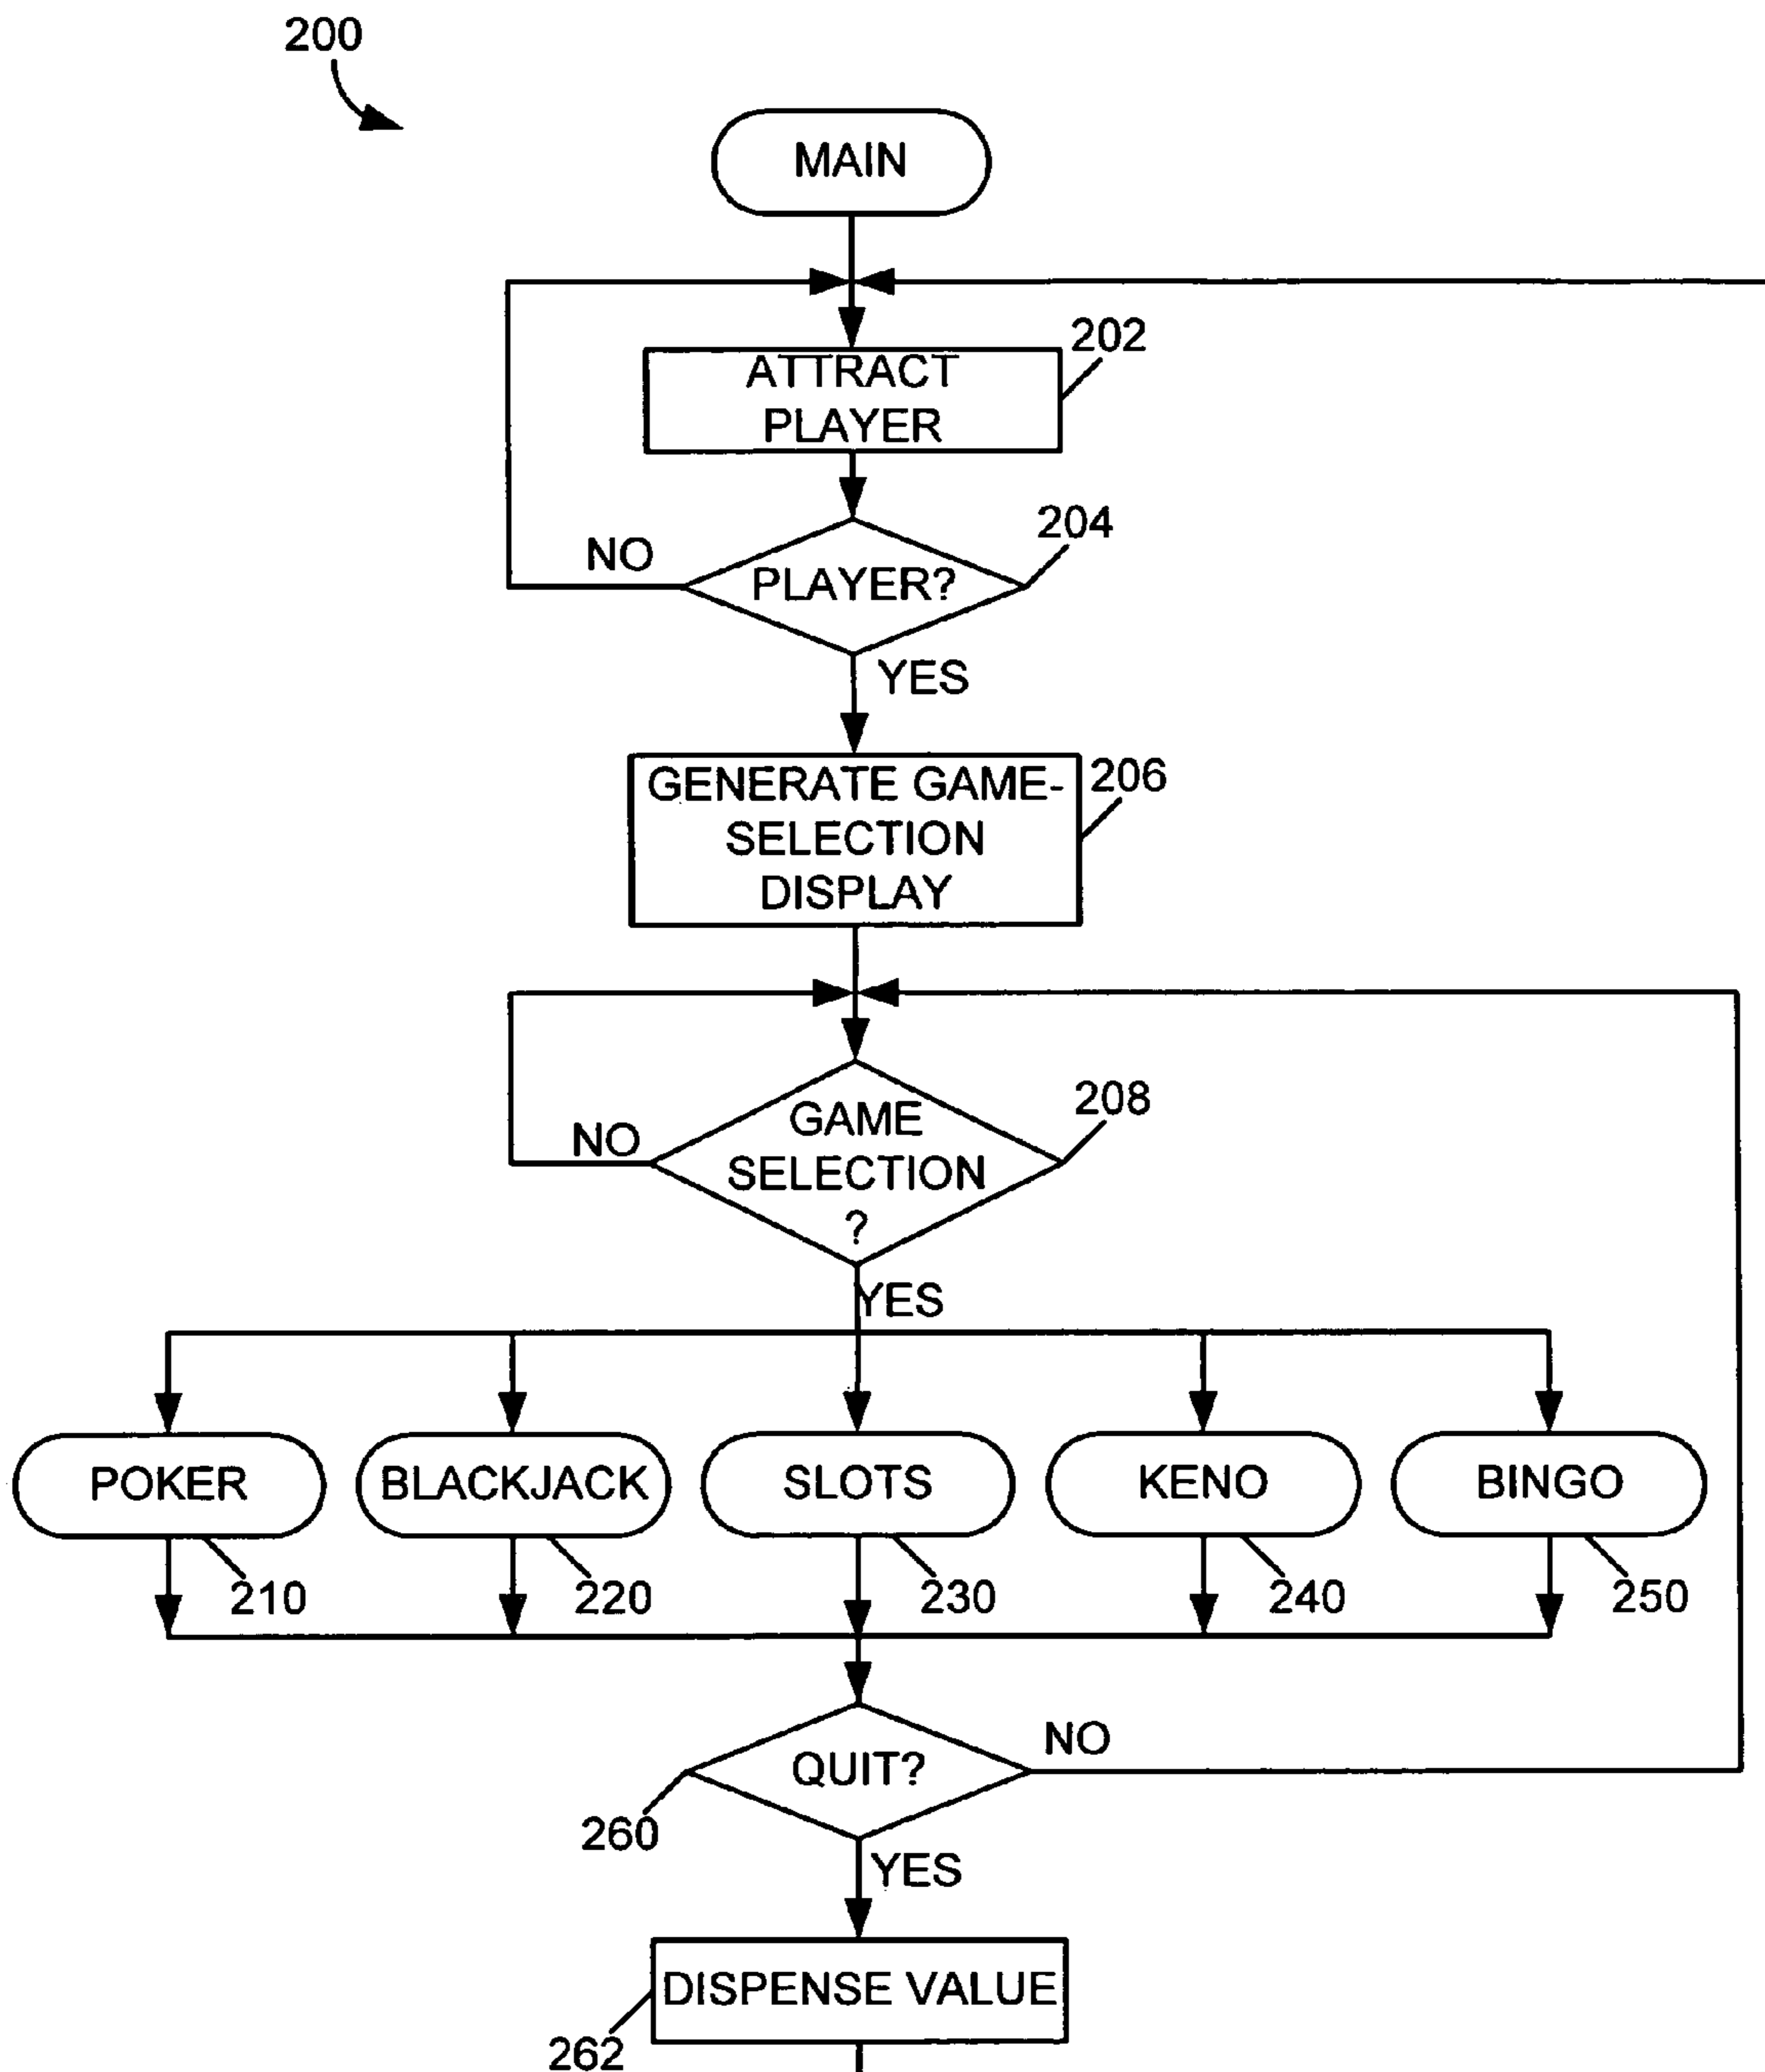 200
MAIN
202
ATTRACT
PLAYER
204
NO
PLAYER?
YES
206
GENERATE GAME-
SELECTION
DISPLAY
208
GAME
NO
SELECTION
?
YES
POKER
BLACKJACK
SLOTS
KENO
BINGO
210
220
230
240
250
NO
QUIT?
260
YES
DISPENSE VALUE
262